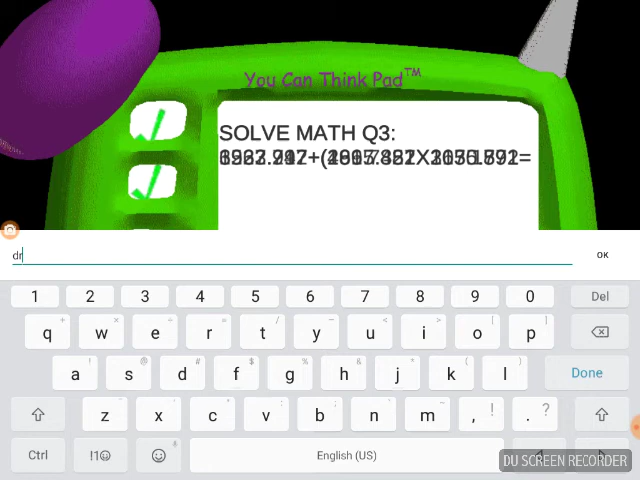 You Can Think Pad™
SOLVE MATH Q3:
dr
OK
1 2 3 4 5 6 7 8 9 0 Del
q w e r t y u i o p
a s d f g h j k l Done
z x c v b n m , ! . ?
Ctrl !1☺ English (US)
DU SCREEN RECORDER